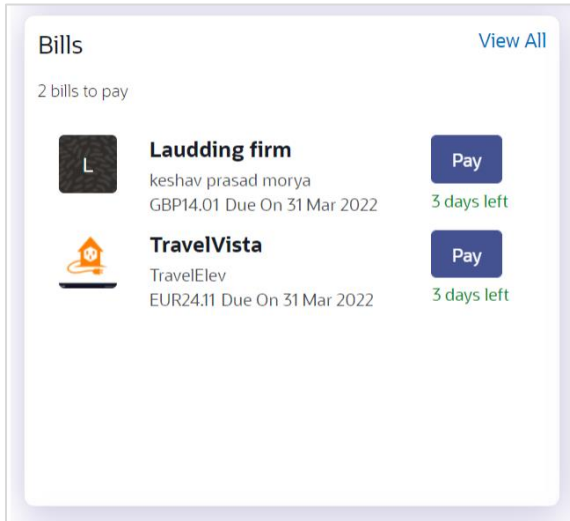 Bills
View All
2 bills to pay
L
Laudding firm
Pay
keshav prasad morya
GBP14.01 Due On 31 Mar 2022
3 days left
TravelVista
Pay
TravelElev
EUR24.11 Due On 31 Mar 2022
3 days left